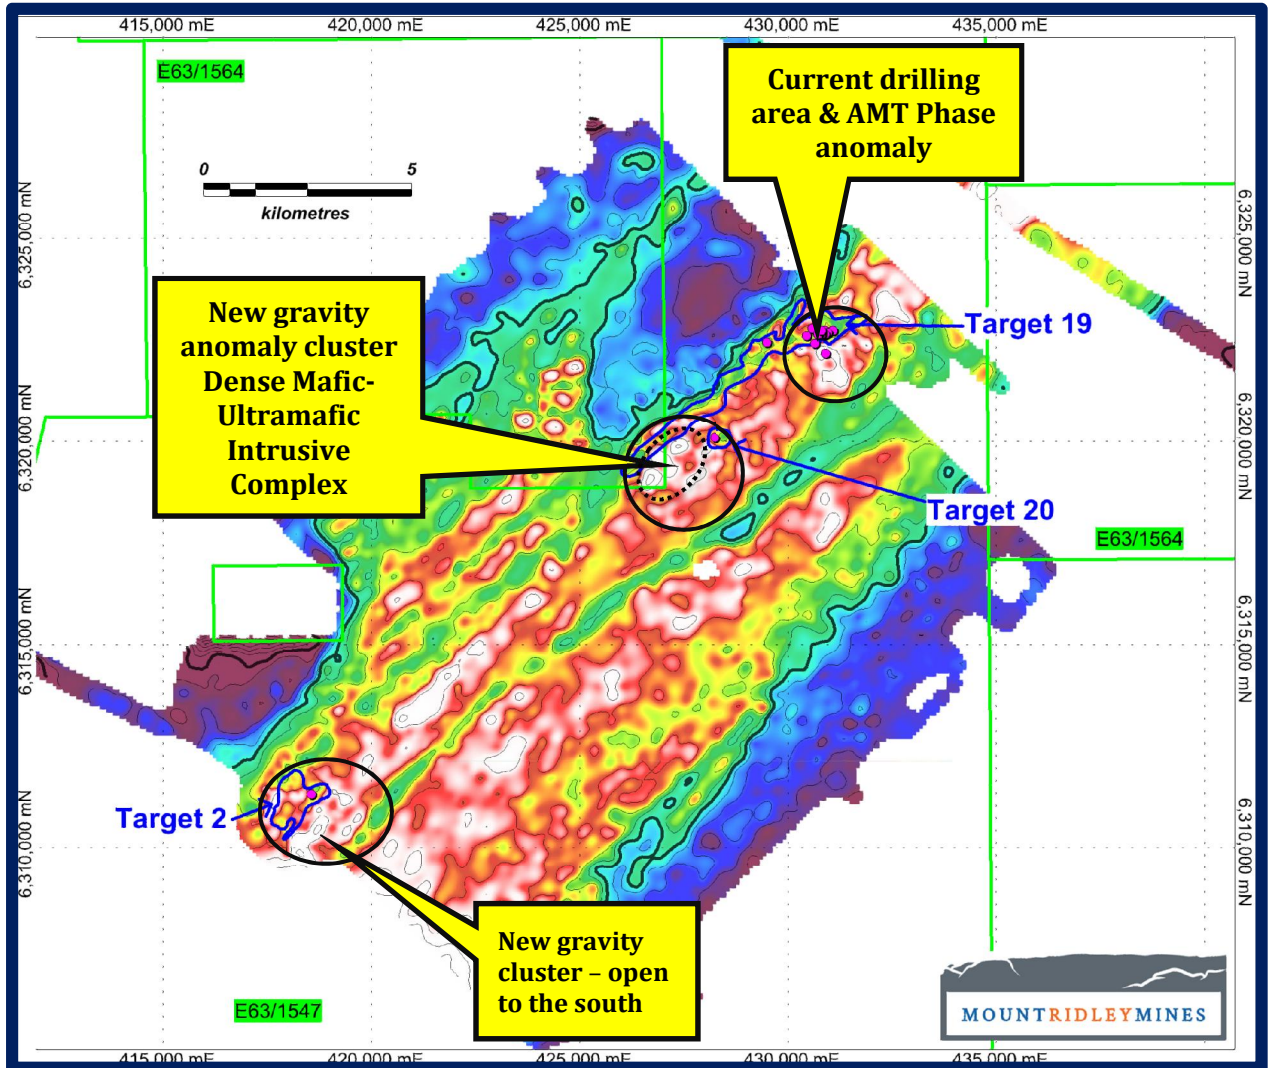 415,000 mE
420,000 mE
425,000 mE
430,000 mE
435,000 mE
E63/1564
Current drilling
area & AMT Phase
anomaly
0
5
kilometres
6,325,000 mN
6,325,000 mN
New gravity
anomaly cluster
Dense Mafic-
Ultramafic
Intrusive
Complex
Target 19
6,320,000 mN
6,320,000 mN
Target 20
E63/1564
6,315,000 mN
6,315,000 mN
Target 2
6,310,000 mN
6,310,000 mN
New gravity
cluster – open
to the south
E63/1547
MOUNTRIDLEYMINES
415,000 mE
420,000 mE
425,000 mE
430,000 mE
435,000 mE